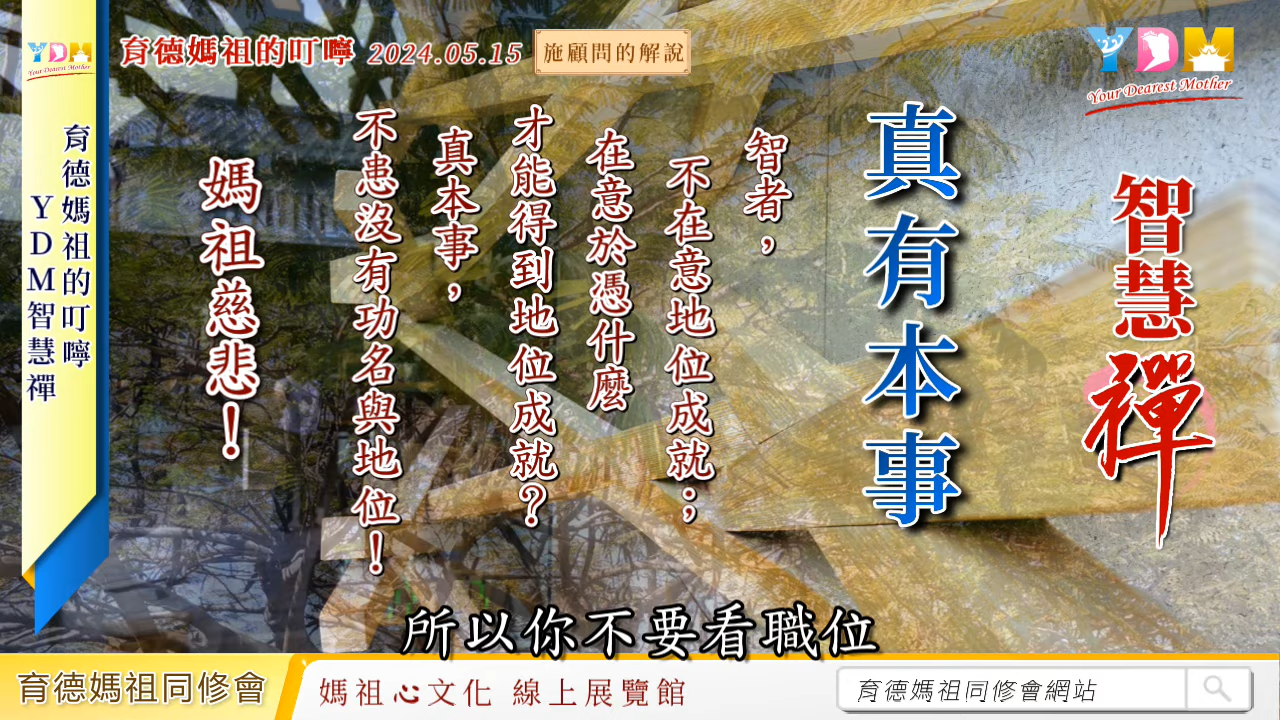 YDM
Your Dearest Mother
育德媽祖的叮嚀
YDM智慧禪
育德媽祖的叮嚀 2024.05.15 施顧問的解說
YDM
Your Dearest Mother
智慧禪
真有本事
智者，
不在意地位成就；
在意於憑什麼
才能得到地位成就？
真本事，
不患沒有功名與地位！
媽祖慈悲！
所以你不要看職位
育德媽祖同修會
媽祖心文化 線上展覽館
育德媽祖同修會網站